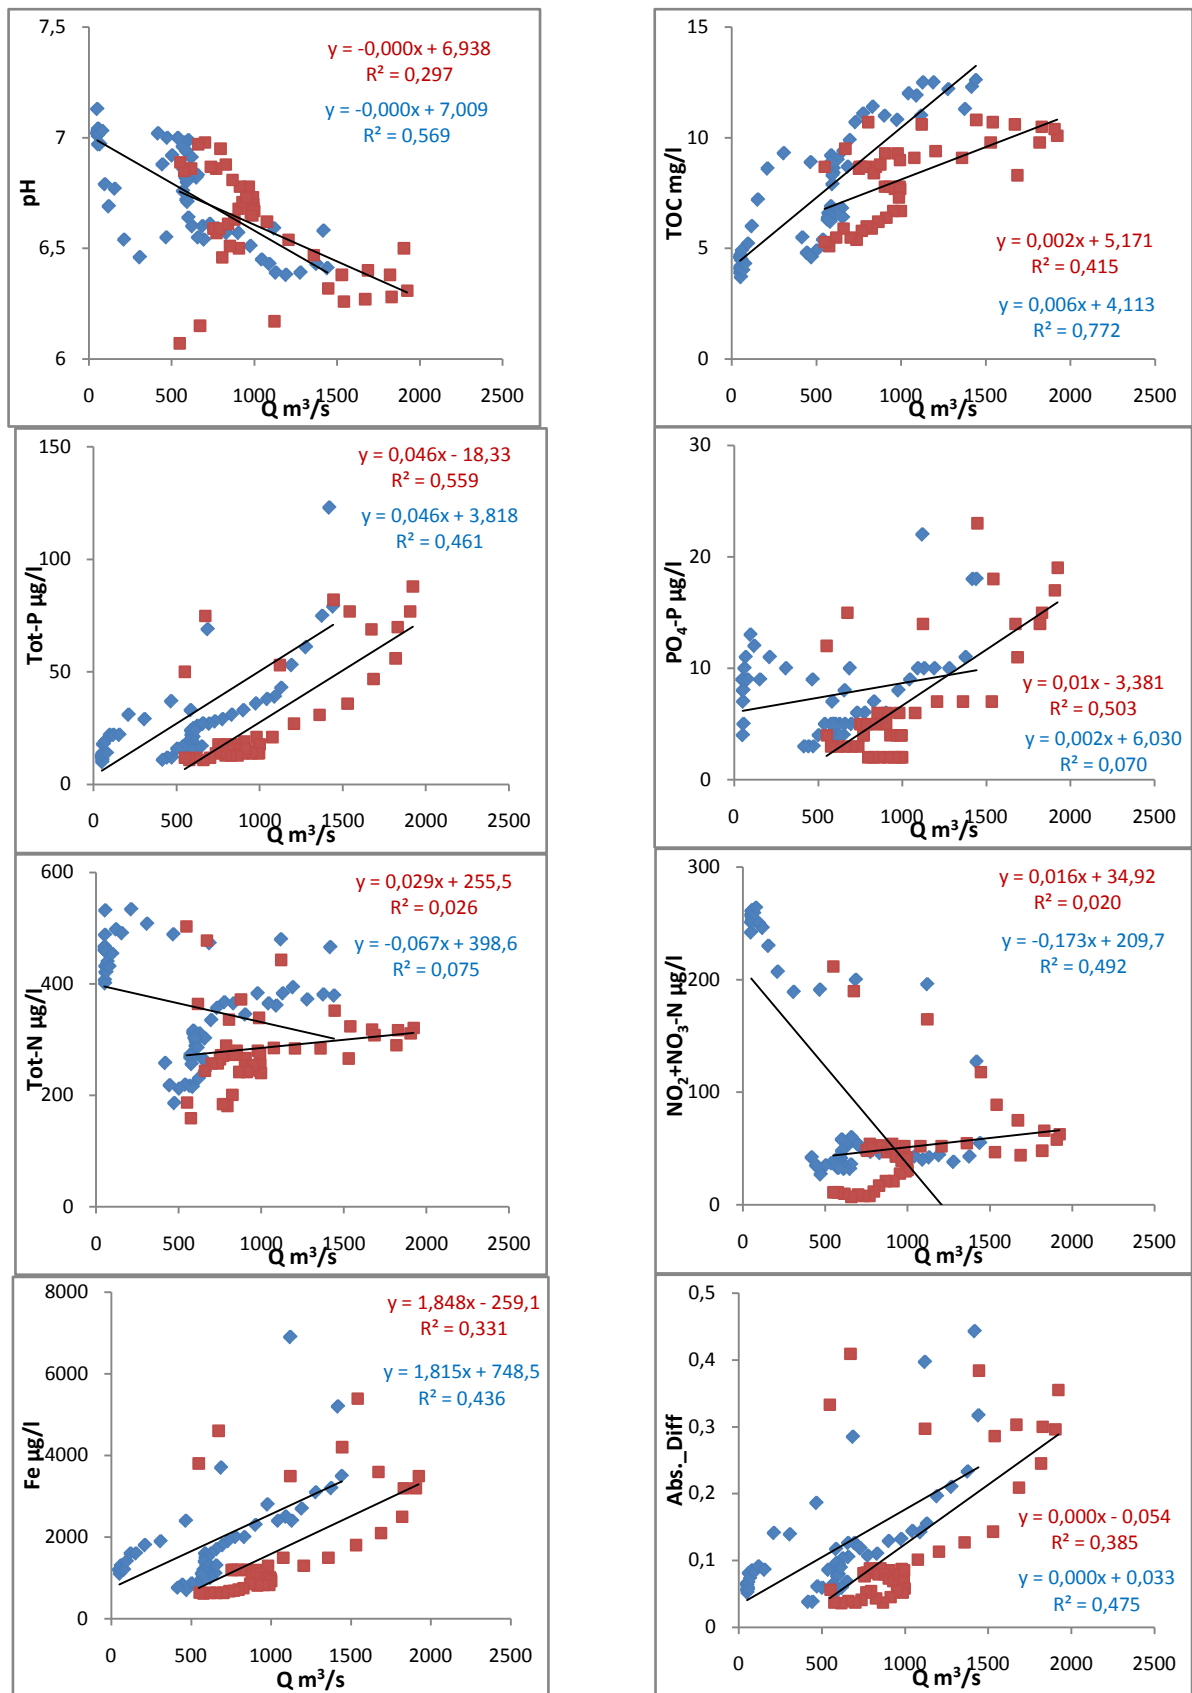 7,5
7
6,5
6
pH
y = -0,000x + 6,938
R² = 0,297
y = -0,000x + 7,009
R² = 0,569
0 500 1000 1500 2000 2500
Q m³/s
15
10
5
0
TOC mg/l
y = 0,002x + 5,171
R² = 0,415
y = 0,006x + 4,113
R² = 0,772
0 500 1000 1500 2000 2500
Q m³/s
150
100
50
0
Tot-P µg/l
y = 0,046x - 18,33
R² = 0,559
y = 0,046x + 3,818
R² = 0,461
0 500 1000 1500 2000 2500
Q m³/s
30
20
10
0
PO₄-P µg/l
y = 0,01x - 3,381
R² = 0,503
y = 0,002x + 6,030
R² = 0,070
0 500 1000 1500 2000 2500
Q m³/s
600
400
200
0
Tot-N µg/l
y = 0,029x + 255,5
R² = 0,026
y = -0,067x + 398,6
R² = 0,075
0 500 1000 1500 2000 2500
Q m³/s
300
200
100
0
NO₂+NO₃-N µg/l
y = 0,016x + 34,92
R² = 0,020
y = -0,173x + 209,7
R² = 0,492
0 500 1000 1500 2000 2500
Q m³/s
8000
6000
4000
2000
0
Fe µg/l
y = 1,848x - 259,1
R² = 0,331
y = 1,815x + 748,5
R² = 0,436
0 500 1000 1500 2000 2500
Q m³/s
0,5
0,4
0,3
0,2
0,1
0
Abs._Diff
y = 0,000x - 0,054
R² = 0,385
y = 0,000x + 0,033
R² = 0,475
0 500 1000 1500 2000 2500
Q m³/s